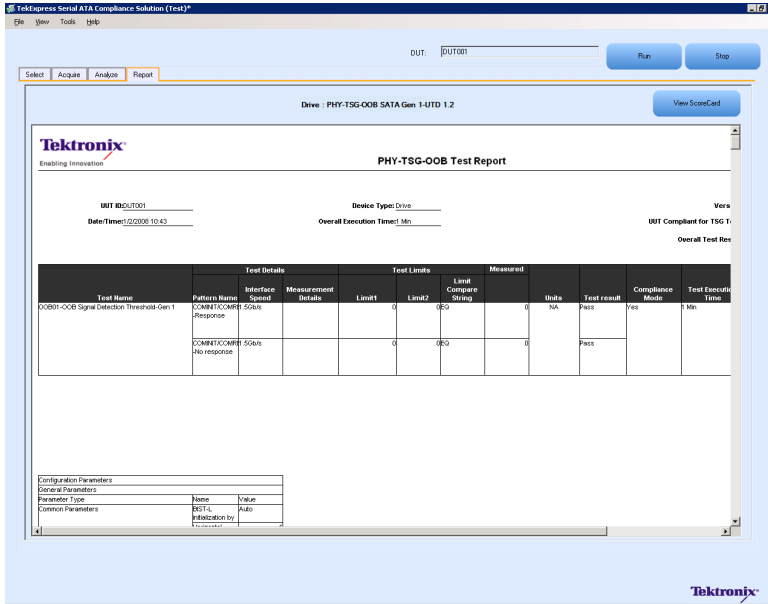 TekExpress Serial ATA Compliance Solution (Test)*
File View Tools Help
DUT: DUT001
Run Stop
Select Acquire Analyze Report
Drive : PHY-TSG-OOB SATA Gen 1-UTD 1.2
View ScoreCard
Tektronix
Enabling Innovation
PHY-TSG-OOB Test Report
UUT ID:DUT001 Device Type: Drive Vers
Date/Time:1/2/2008 10:43 Overall Execution Time:1 Min UUT Compliant for TSG T
Overall Test Res
Test Details Test Limits Measured
Test Name Pattern Name Interface Speed Measurement Details Limit1 Limit2 Limit Compare String Units Test result Compliance Mode Test Executio Time
OOB01-OOB Signal Detection Threshold-Gen 1 COMINIT/COMRE 1.5Gb/s 0 0 EQ 0 NA Pass Yes 1 Min
-Response
COMINIT/COMRE 1.5Gb/s 0 0 EQ 0 Pass
-No response
Configuration Parameters
General Parameters
Parameter Type Name Value
Common Parameters BIST-L Auto
initialization by
Tektronix